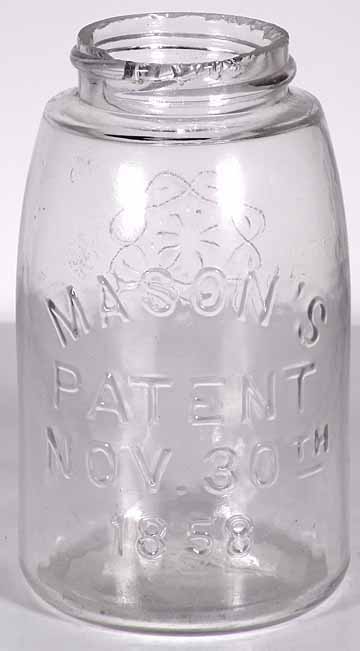 MASON'S
PATENT
NOV. 30TH
1858